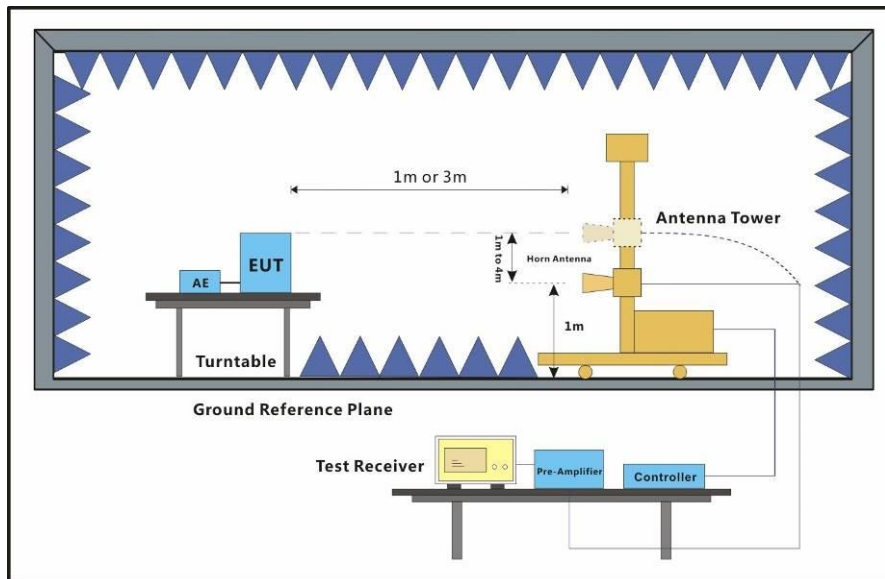 1m or 3m
Antenna Tower
1m to 4m
Horn Antenna
EUT
AE
1m
Turntable
Ground Reference Plane
Test Receiver
Pre-Amplifier
Controller